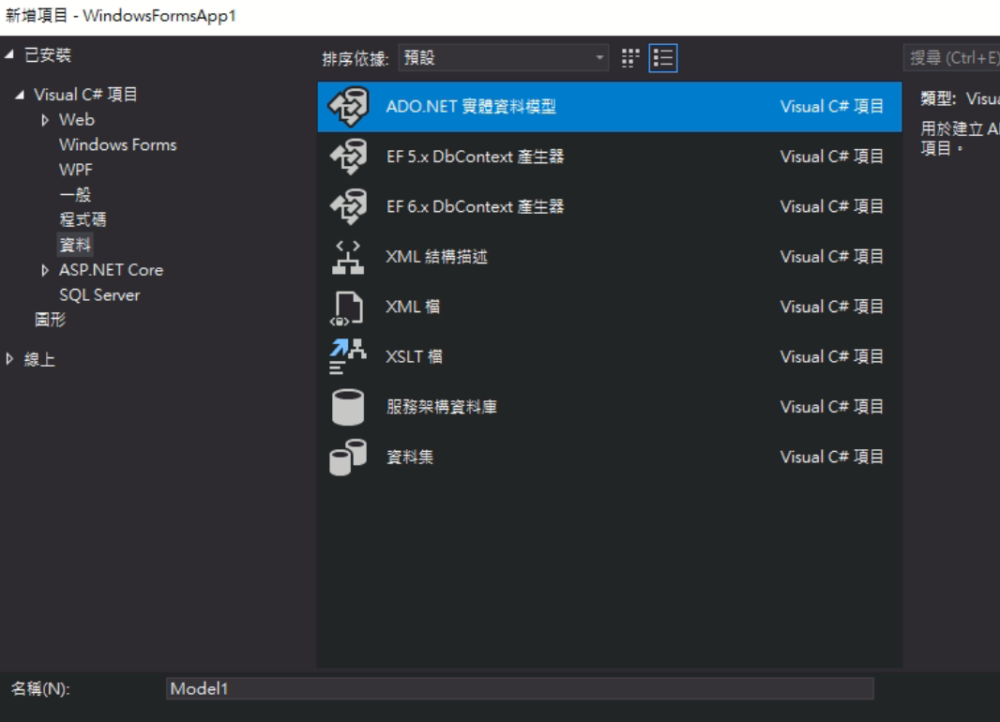 新增項目 - WindowsFormsApp1
已安裝
Visual C# 項目
Web
Windows Forms
WPF
一般
程式碼
資料
ASP.NET Core
SQL Server
圖形
線上
排序依據: 預設
搜尋 (Ctrl+E)
ADO.NET 實體資料模型 Visual C# 項目
EF 5.x DbContext 產生器 Visual C# 項目
EF 6.x DbContext 產生器 Visual C# 項目
XML 結構描述 Visual C# 項目
XML 檔 Visual C# 項目
XSLT 檔 Visual C# 項目
服務架構資料庫 Visual C# 項目
資料集 Visual C# 項目
類型: Visu
用於建立 A
項目。
名稱(N): Model1